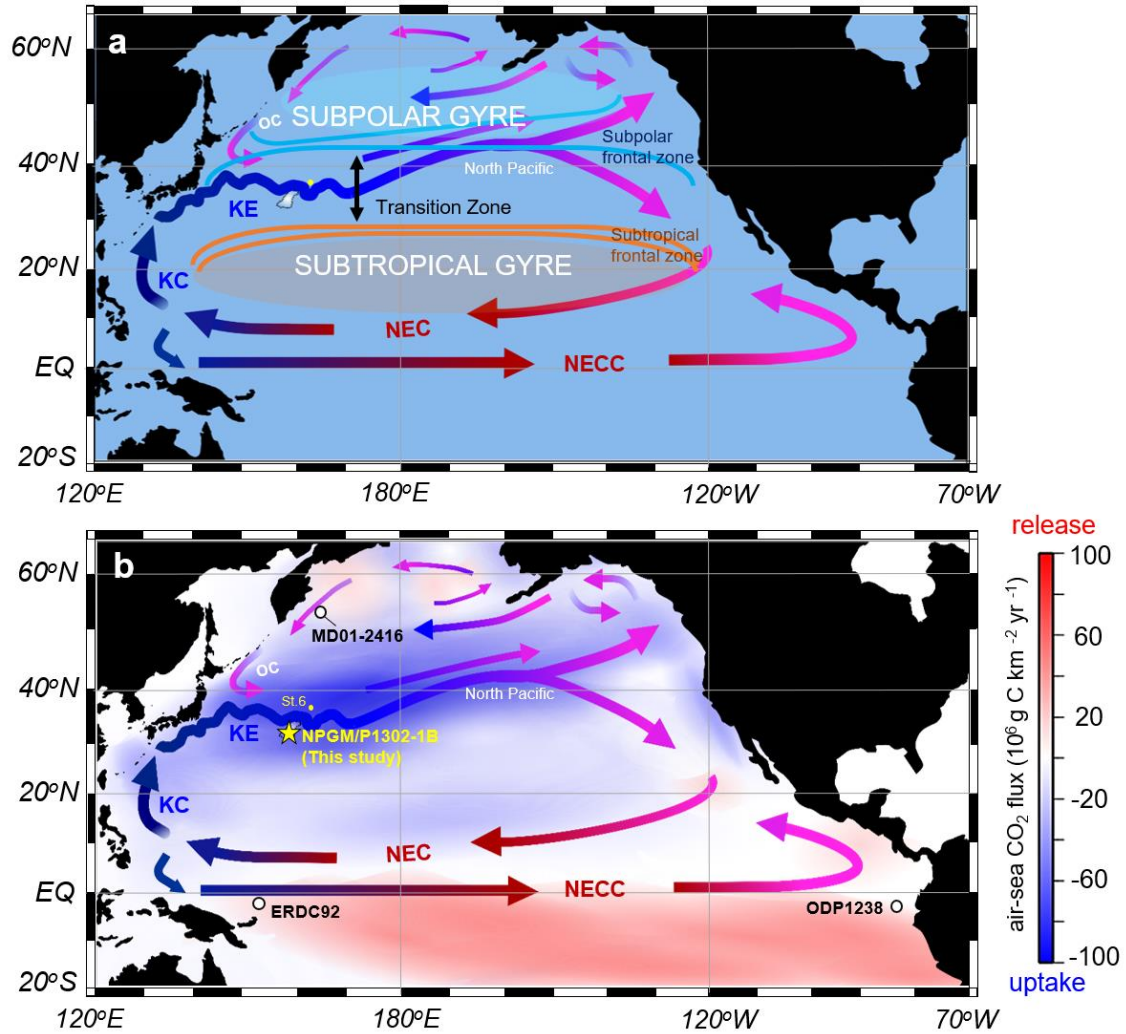 a
60°N
40°N
20°N
EQ
20°S
120°E
180°E
120°W
70°W
OC
SUBPOLAR GYRE
Subpolar
frontal zone
North Pacific
KE
Transition Zone
SUBTROPICAL GYRE
Subtropical
frontal zone
KC
NEC
NECC
b
60°N
40°N
20°N
EQ
20°S
120°E
180°E
120°W
70°W
MD01-2416
OC
St.6
North Pacific
KE
NPGM/P1302-1B
(This study)
KC
NEC
NECC
ERDC92
ODP1238
release
100
60
20
-20
-60
-100
uptake
air-sea CO₂ flux (10⁶ g C km⁻² yr⁻¹)